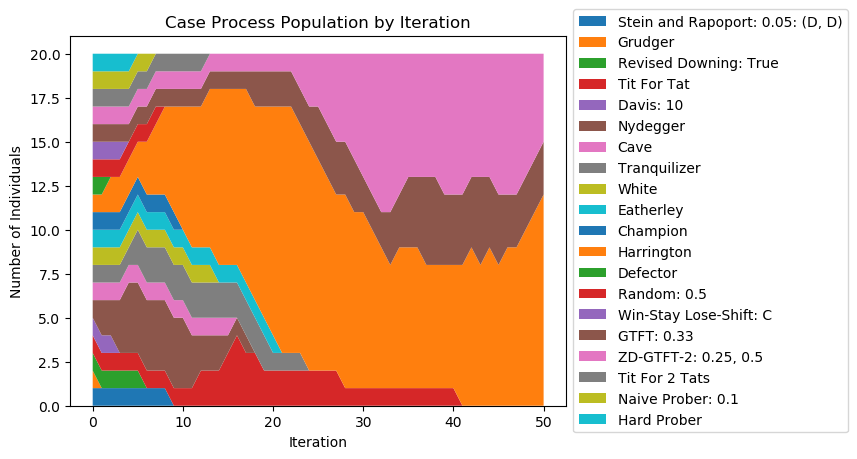 Case Process Population by Iteration
Number of Individuals
20.0
17.5
15.0
12.5
10.0
7.5
5.0
2.5
0.0
0
10
20
30
40
50
Iteration
Stein and Rapoport: 0.05: (D, D)
Grudger
Revised Downing: True
Tit For Tat
Davis: 10
Nydegger
Cave
Tranquilizer
White
Eatherley
Champion
Harrington
Defector
Random: 0.5
Win-Stay Lose-Shift: C
GTFT: 0.33
ZD-GTFT-2: 0.25, 0.5
Tit For 2 Tats
Naive Prober: 0.1
Hard Prober